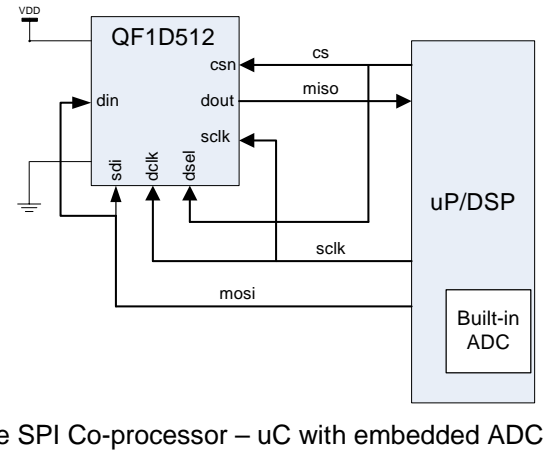 VDD
QF1D512
cs
csn
miso
din
dout
sclk
sdi
dclk
dsel
uP/DSP
sclk
mosi
Built-in
ADC
e SPI Co-processor – uC with embedded ADC